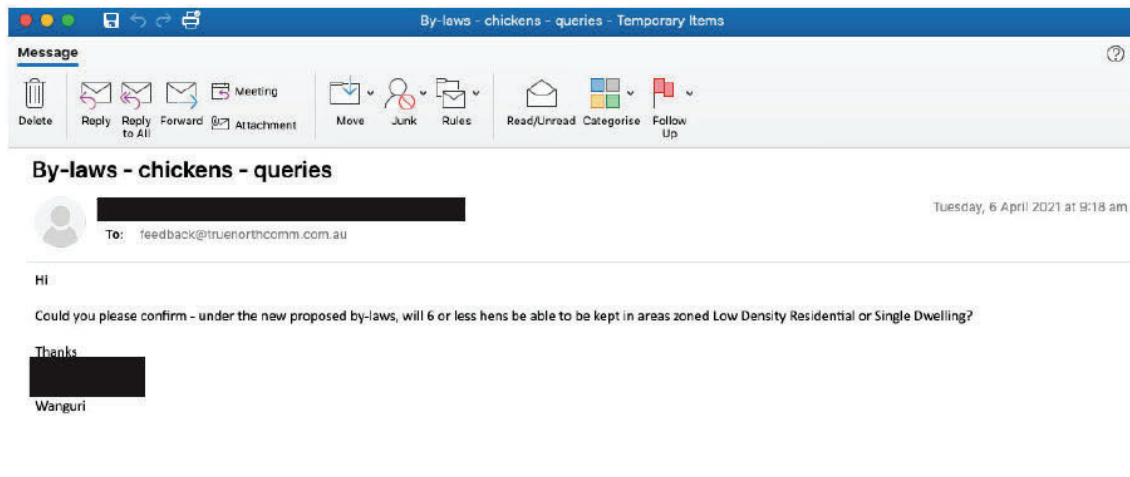 By-laws - chickens - queries - Temporary Items
Message
Delete
Reply
Reply to All
Forward
Meeting
Attachment
Move
Junk
Rules
Read/Unread
Categorise
Follow Up
By-laws - chickens - queries
Tuesday, 6 April 2021 at 9:18 am
To: feedback@truenorthcomm.com.au
Hi
Could you please confirm - under the new proposed by-laws, will 6 or less hens be able to be kept in areas zoned Low Density Residential or Single Dwelling?
Thanks
Wanguri